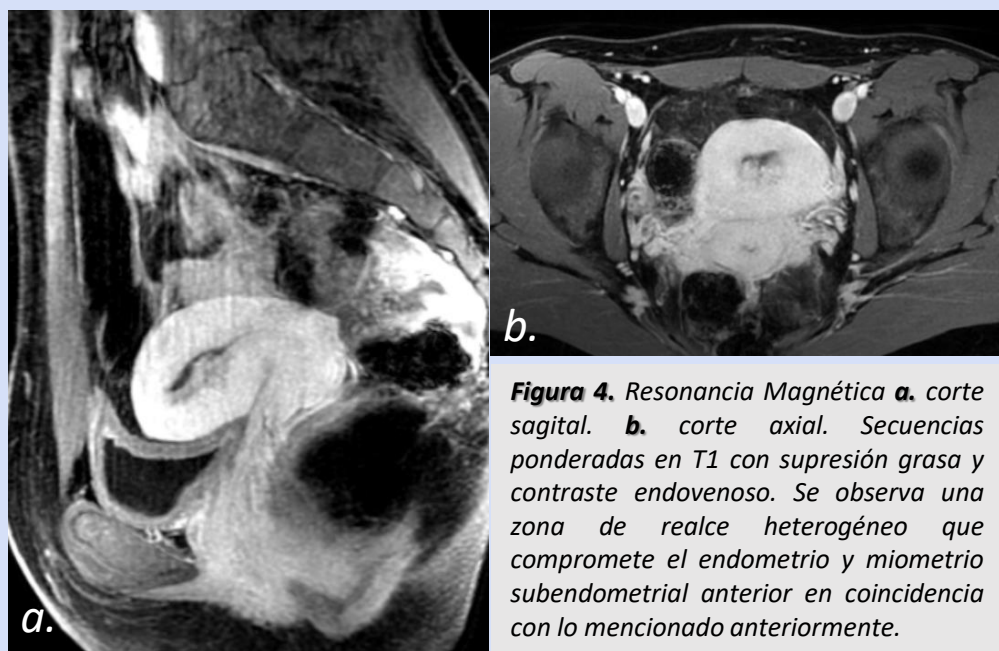 a.
b.
Figura 4. Resonancia Magnética a. corte
sagital. b. corte axial. Secuencias
ponderadas en T1 con supresión grasa y
contraste endovenoso. Se observa una
zona de realce heterogéneo que
compromete el endometrio y miometrio
subendometrial anterior en coincidencia
con lo mencionado anteriormente.